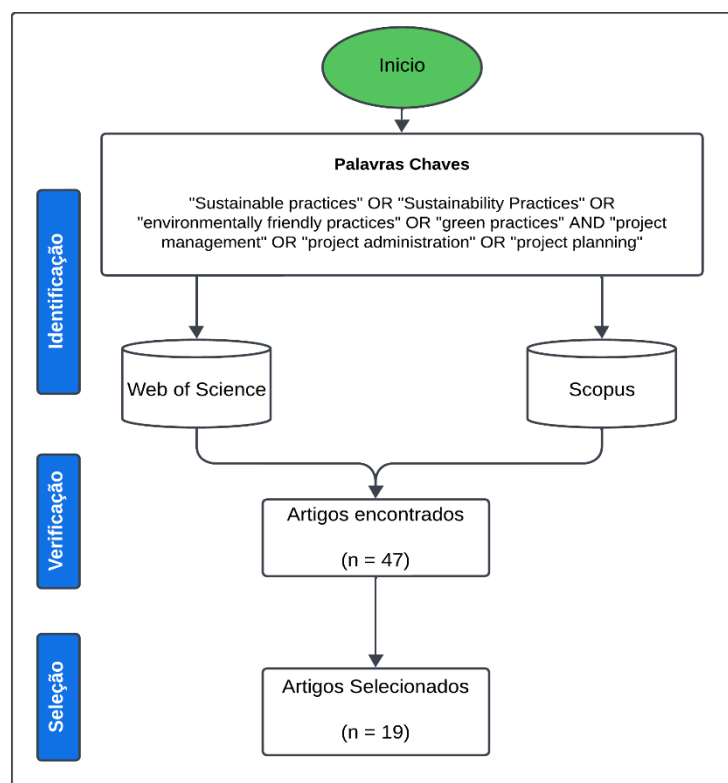 Inicio
Palavras Chaves
"Sustainable practices" OR "Sustainability Practices" OR
"environmentally friendly practices" OR "green practices" AND "project
management" OR "project administration" OR "project planning"
Identificação
Web of Science
Scopus
Verificação
Artigos encontrados
(n = 47)
Seleção
Artigos Selecionados
(n = 19)